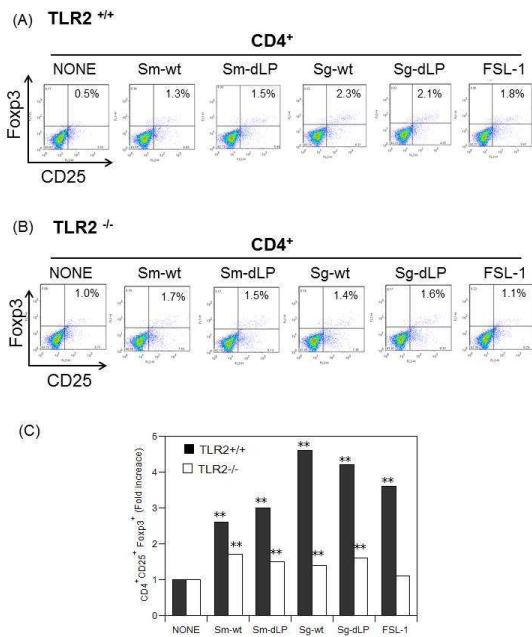 (A) TLR2 +/+
CD4+
NONE Sm-wt Sm-dLP Sg-wt Sg-dLP FSL-1
0.5% 1.3% 1.5% 2.3% 2.1% 1.8%
Foxp3
CD25
(B) TLR2 -/-
CD4+
NONE Sm-wt Sm-dLP Sg-wt Sg-dLP FSL-1
1.0% 1.7% 1.5% 1.4% 1.6% 1.1%
Foxp3
CD25
(C)
CD4+CD25+ Foxp3+ (Fold increace)
5
4
3
2
1
0
TLR2+/+
TLR2-/-
** ** ** ** **
** ** ** **
NONE Sm-wt Sm-dLP Sg-wt Sg-dLP FSL-1